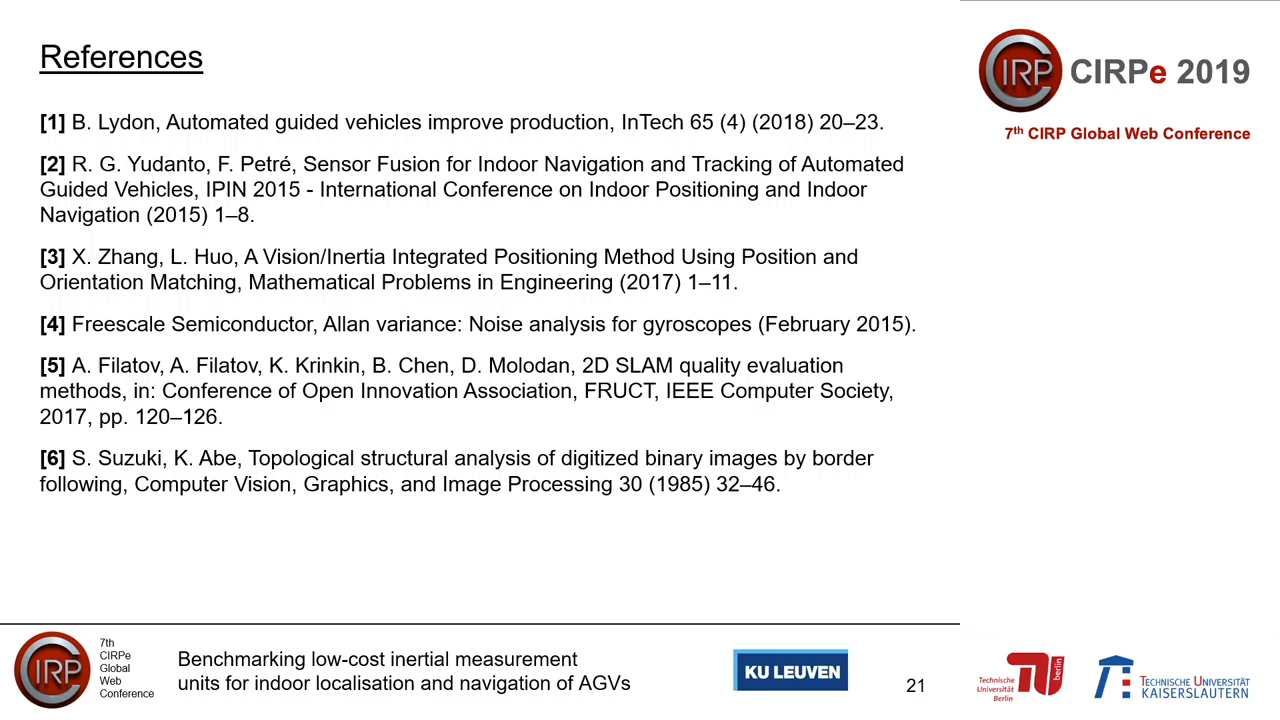 References
[1] B. Lydon, Automated guided vehicles improve production, InTech 65 (4) (2018) 20–23.
[2] R. G. Yudanto, F. Petré, Sensor Fusion for Indoor Navigation and Tracking of Automated
Guided Vehicles, IPIN 2015 - International Conference on Indoor Positioning and Indoor
Navigation (2015) 1–8.
[3] X. Zhang, L. Huo, A Vision/Inertia Integrated Positioning Method Using Position and
Orientation Matching, Mathematical Problems in Engineering (2017) 1–11.
[4] Freescale Semiconductor, Allan variance: Noise analysis for gyroscopes (February 2015).
[5] A. Filatov, A. Filatov, K. Krinkin, B. Chen, D. Molodan, 2D SLAM quality evaluation
methods, in: Conference of Open Innovation Association, FRUCT, IEEE Computer Society,
2017, pp. 120–126.
[6] S. Suzuki, K. Abe, Topological structural analysis of digitized binary images by border
following, Computer Vision, Graphics, and Image Processing 30 (1985) 32–46.
CIRP
CIRPe 2019
7th CIRP Global Web Conference
CIRP
7th
CIRPe
Global
Web
Conference
Benchmarking low-cost inertial measurement
units for indoor localisation and navigation of AGVs
KU LEUVEN
21
Technische
Universität
Berlin
berlin
TECHNISCHE UNIVERSITÄT
KAISERSLAUTERN